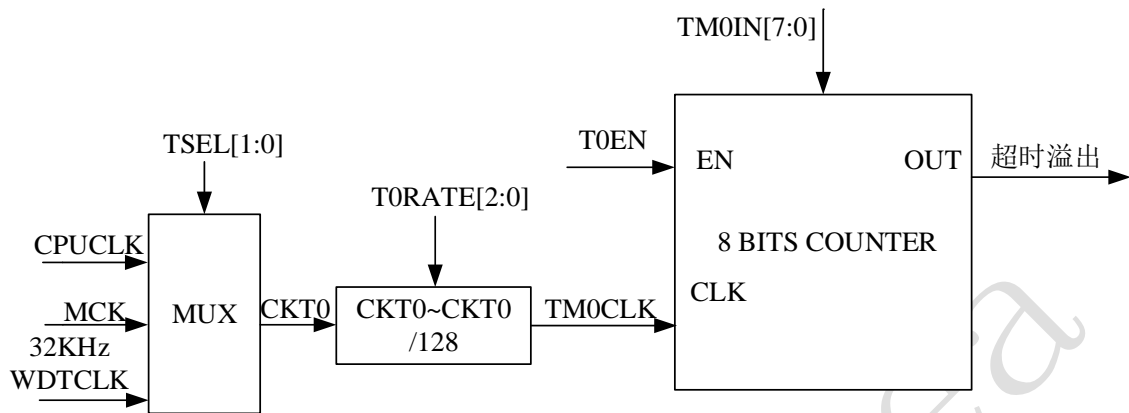 TM0IN[7:0]
TSEL[1:0]
T0EN
EN
OUT
超时溢出
T0RATE[2:0]
CPUCLK
8 BITS COUNTER
MCK
MUX
CKT0
CKT0~CKT0
/128
TM0CLK
CLK
32KHz
WDTCLK